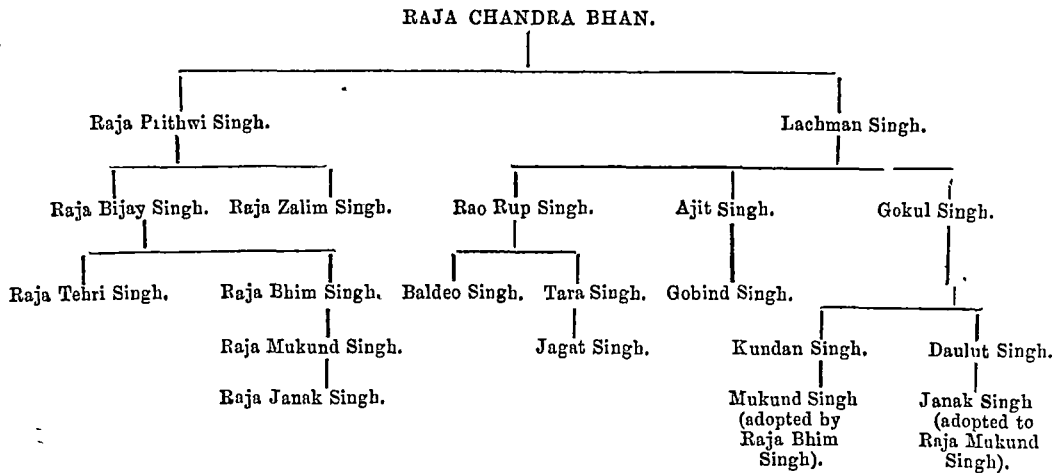 RAJA CHANDRA BHAN.
Raja Prithwi Singh. Lachman Singh.
Raja Bijay Singh. Raja Zalim Singh. Rao Rup Singh. Ajit Singh. Gokul Singh.
Raja Tehri Singh. Raja Bhim Singh. Baldeo Singh. Tara Singh. Gobind Singh.
Raja Mukund Singh. Jagat Singh. Kundan Singh. Daulut Singh.
Raja Janak Singh. Mukund Singh Janak Singh
(adopted by (adopted to
Raja Bhim Raja Mukund
Singh). Singh).